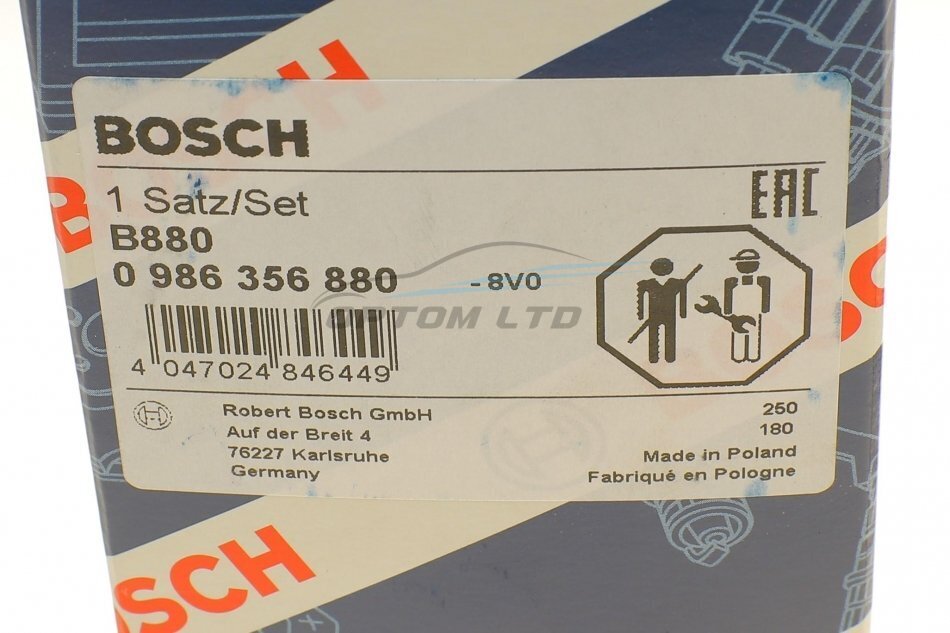 BOSCH
BOSCH
1 Satz/Set
EAC
B880
0 986 356 880
- 8V0
OPTOM LTD
4 047024 846449
Robert Bosch GmbH
Auf der Breit 4
76227 Karlsruhe
Germany
250
180
Made in Poland
Fabriqué en Pologne
BOSCH